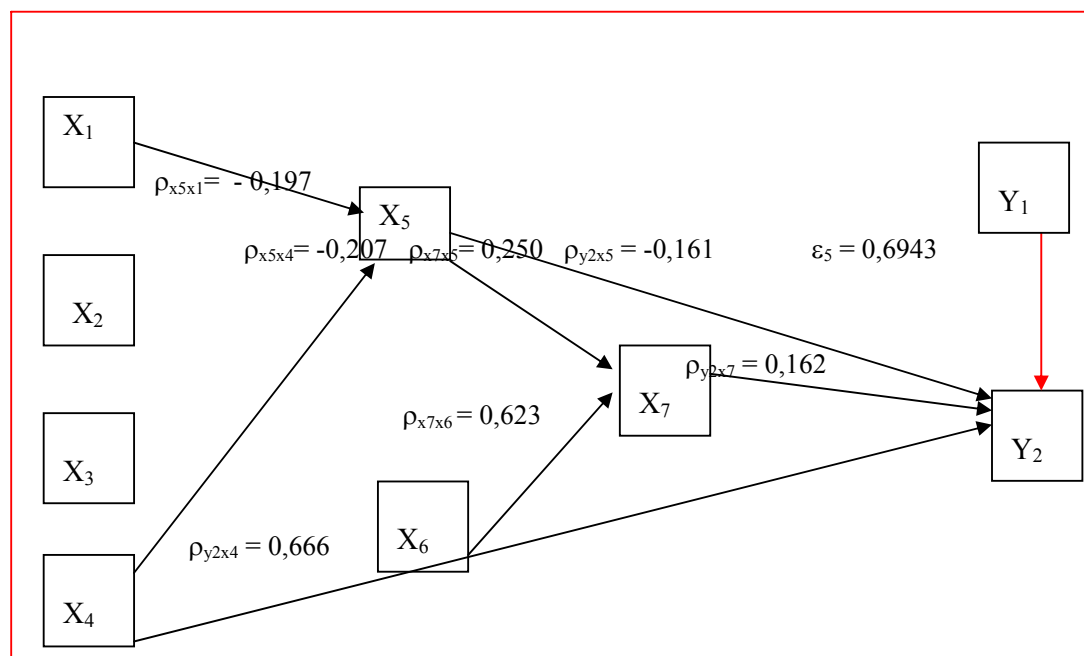 X₁
ρx5x1= - 0,197
Y₁
X₅
ρx5x4= -0,207 ρx7x5= 0,250 ρy2x5 = -0,161 ε₅ = 0,6943
X₂
ρy2x7 = 0,162
X₇
ρx7x6 = 0,623
Y₂
X₃
X₆
ρy2x4 = 0,666
X₄